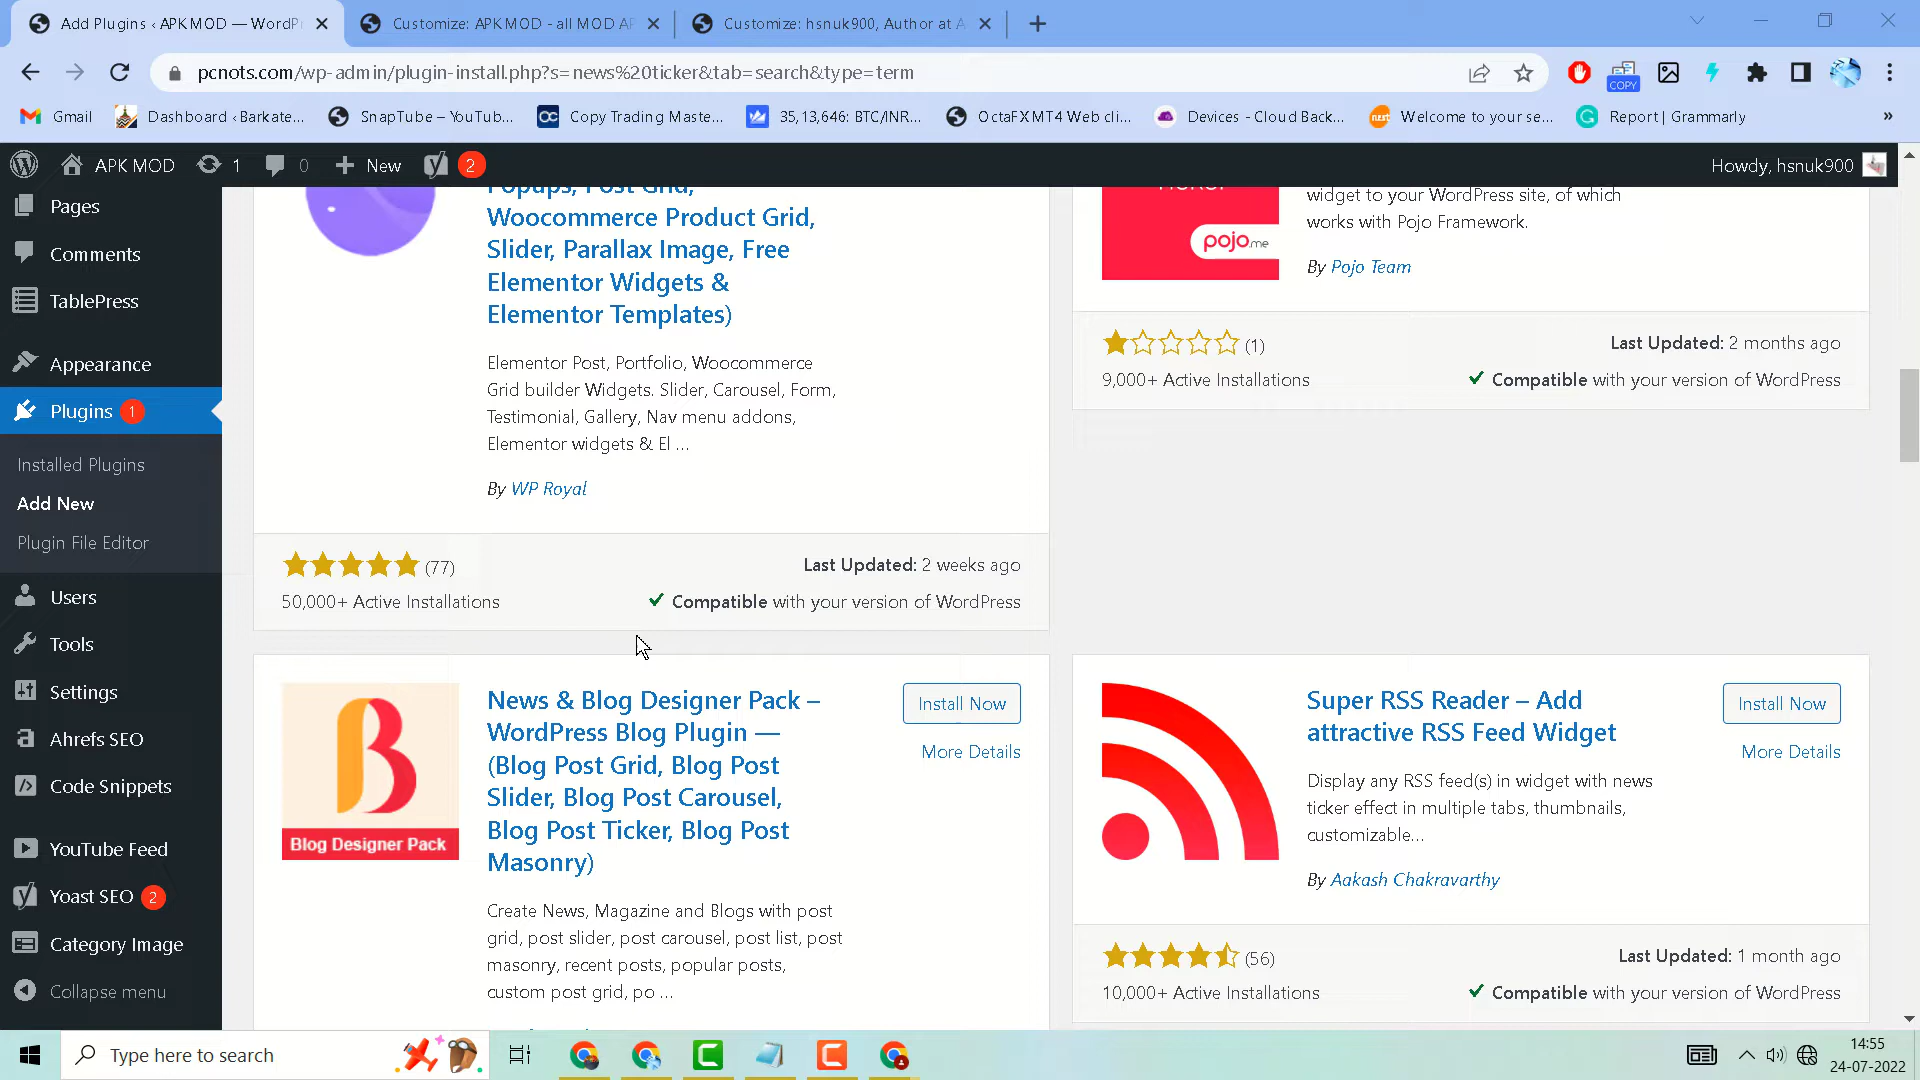 Add Plugins ‹ APK MOD — WordPr
Customize: APK MOD - all MOD AP
Customize: hsnuk900, Author at A
pcnots.com/wp-admin/plugin-install.php?s=news%20ticker&tab=search&type=term
COPY
Gmail
Dashboard ‹ Barkate...
SnapTube – YouTub...
Copy Trading Maste...
35,13,646: BTC/INR...
OctaFX MT4 Web cli...
Devices - Cloud Back...
Welcome to your se...
Report | Grammarly
»
APK MOD
1
0
New
2
Howdy, hsnuk900
Pages
Comments
TablePress
Appearance
Plugins 1
Installed Plugins
Add New
Plugin File Editor
Users
Tools
Settings
Ahrefs SEO
Code Snippets
YouTube Feed
Yoast SEO 2
Category Image
Collapse menu
Popups, Post Grid,
Woocommerce Product Grid,
Slider, Parallax Image, Free
Elementor Widgets &
Elementor Templates)
Elementor Post, Portfolio, Woocommerce
Grid builder Widgets. Slider, Carousel, Form,
Testimonial, Gallery, Nav menu addons,
Elementor widgets & El ...
By WP Royal
(77)
Last Updated: 2 weeks ago
50,000+ Active Installations
Compatible with your version of WordPress
pojo.me
widget to your WordPress site, of which
works with Pojo Framework.
By Pojo Team
(1)
Last Updated: 2 months ago
9,000+ Active Installations
Compatible with your version of WordPress
Blog Designer Pack
News & Blog Designer Pack –
WordPress Blog Plugin —
(Blog Post Grid, Blog Post
Slider, Blog Post Carousel,
Blog Post Ticker, Blog Post
Masonry)
Install Now
More Details
Create News, Magazine and Blogs with post
grid, post slider, post carousel, post list, post
masonry, recent posts, popular posts,
custom post grid, po ...
Super RSS Reader – Add
attractive RSS Feed Widget
Install Now
More Details
Display any RSS feed(s) in widget with news
ticker effect in multiple tabs, thumbnails,
customizable...
By Aakash Chakravarthy
(56)
Last Updated: 1 month ago
10,000+ Active Installations
Compatible with your version of WordPress
Type here to search
14:55
24-07-2022